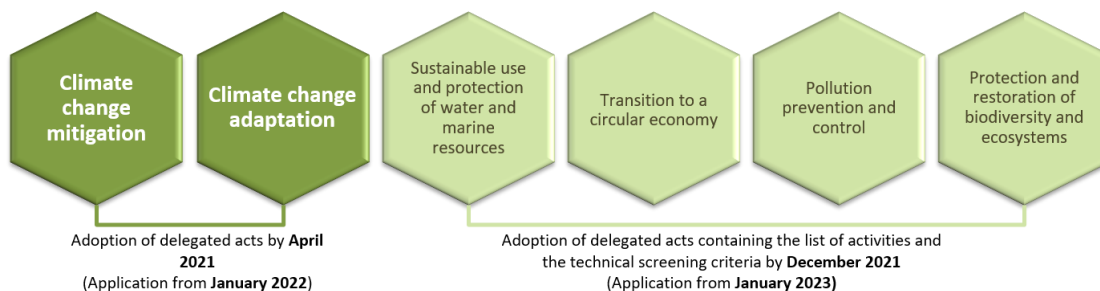 Climate
change
mitigation
Climate change
adaptation
Sustainable use
and protection
of water and
marine
resources
Transition to a
circular economy
Pollution
prevention and
control
Protection and
restoration of
biodiversity and
ecosystems
Adoption of delegated acts by April
2021
(Application from January 2022)
Adoption of delegated acts containing the list of activities and
the technical screening criteria by December 2021
(Application from January 2023)